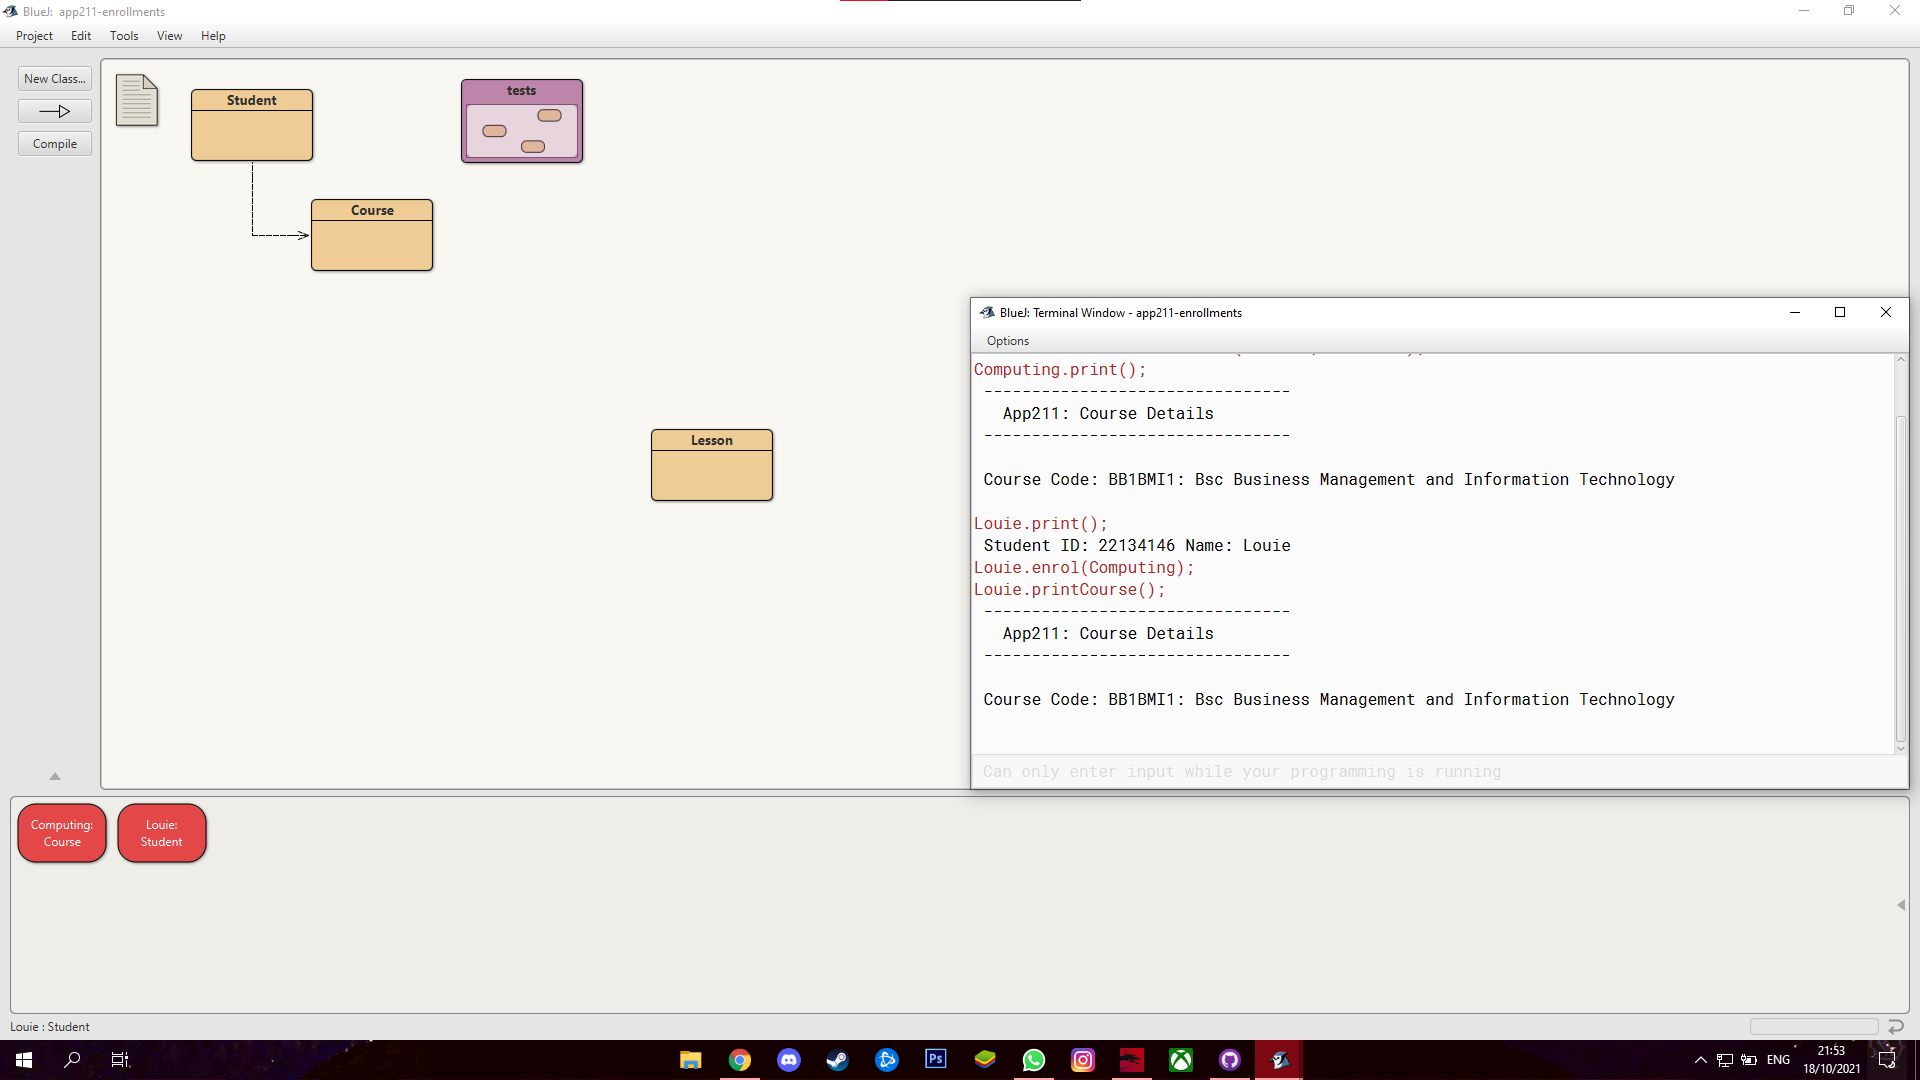 BlueJ: app211-enrollments
Project Edit Tools View Help
New Class...
Compile
Student
tests
Course
Lesson
BlueJ: Terminal Window - app211-enrollments
Options
Computing.print();
-------------------------------- 
App211: Course Details
--------------------------------
Course Code: BB1BMI1: Bsc Business Management and Information Technology
Louie.print();
Student ID: 22134146 Name: Louie
Louie.enrol(Computing);
Louie.printCourse();
--------------------------------
App211: Course Details
--------------------------------
Course Code: BB1BMI1: Bsc Business Management and Information Technology
Can only enter input while your programming is running
Computing:
Course
Louie:
Student
Louie : Student
Ps
ENG
21:53
18/10/2021
3